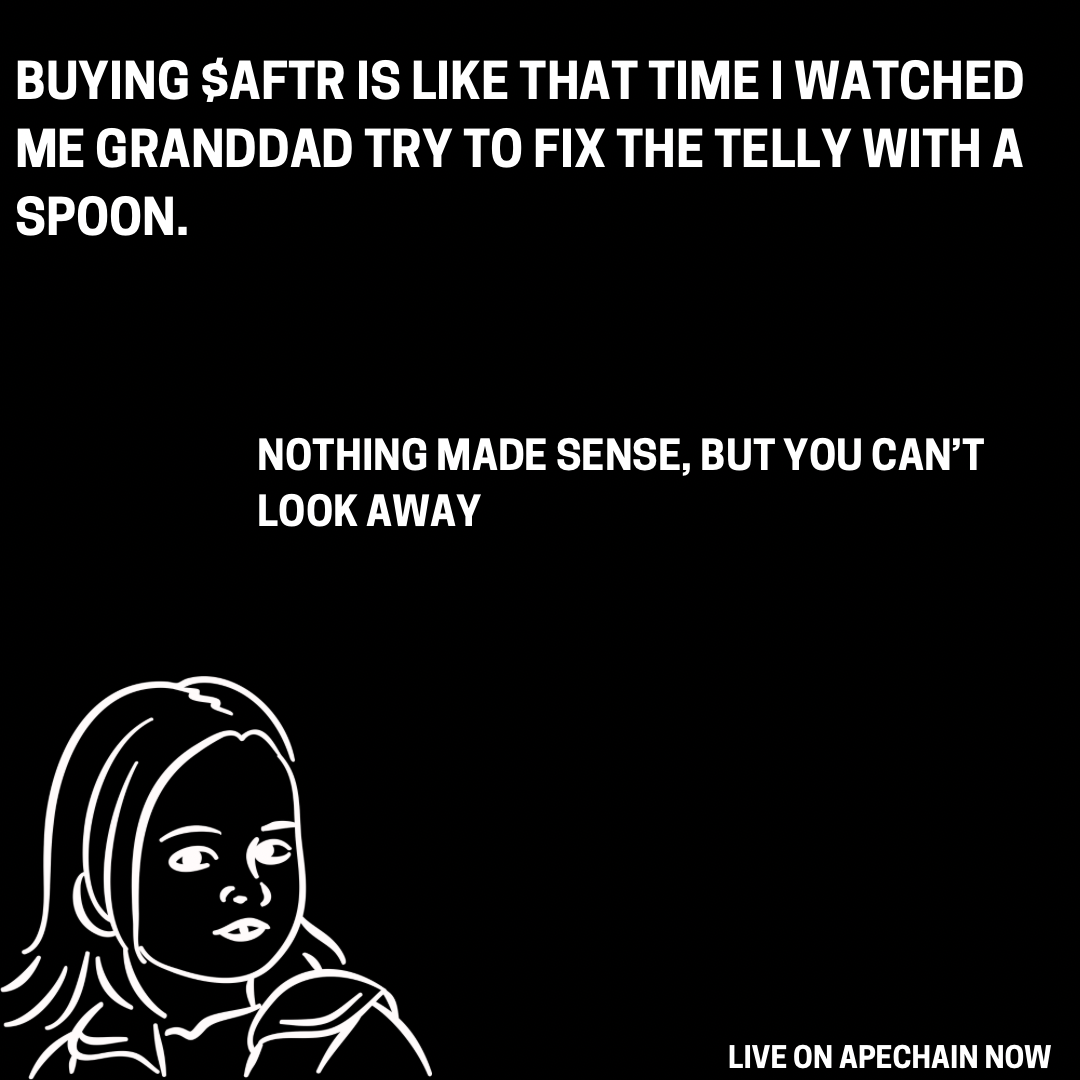 BUYING $AFTR IS LIKE THAT TIME I WATCHED
ME GRANDDAD TRY TO FIX THE TELLY WITH A
SPOON.
NOTHING MADE SENSE, BUT YOU CAN’T
LOOK AWAY
LIVE ON APECHAIN NOW